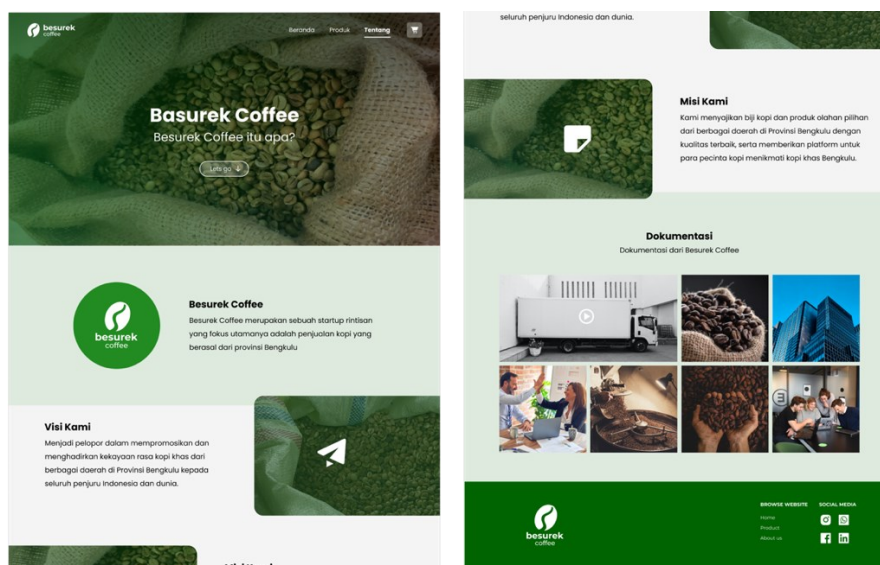 besurek
coffee
Beranda
Produk
Tentang
Basurek Coffee
Besurek Coffee itu apa?
Lets go
besurek
coffee
Besurek Coffee
Besurek Coffee merupakan sebuah startup rintisan
yang fokus utamanya adalah penjualan kopi yang
berasal dari provinsi Bengkulu
Visi Kami
Menjadi pelopor dalam mempromosikan dan
menghadirkan kekayaan rasa kopi khas dari
berbagai daerah di Provinsi Bengkulu kepada
seluruh penjuru Indonesia dan dunia.
seluruh penjuru Indonesia dan dunia.
Misi Kami
Kami menyajikan biji kopi dan produk olahan pilihan
dari berbagai daerah di Provinsi Bengkulu dengan
kualitas terbaik, serta memberikan platform untuk
para pecinta kopi menikmati kopi khas Bengkulu.
Dokumentasi
Dokumentasi dari Besurek Coffee
besurek
coffee
BROWSE WEBSITE
Home
Product
About us
SOCIAL MEDIA